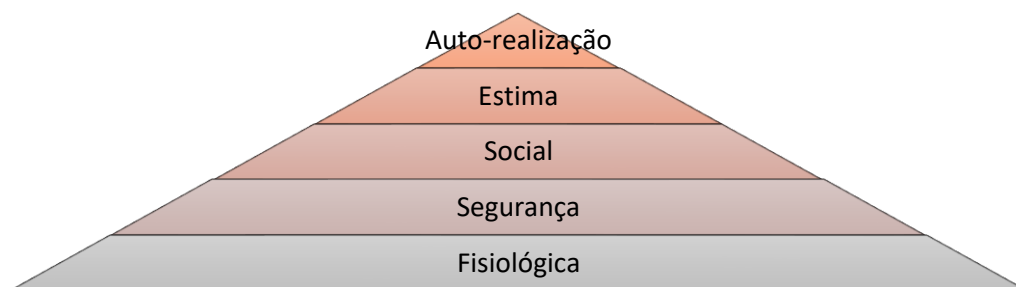 Auto-realização
Estima
Social
Segurança
Fisiológica